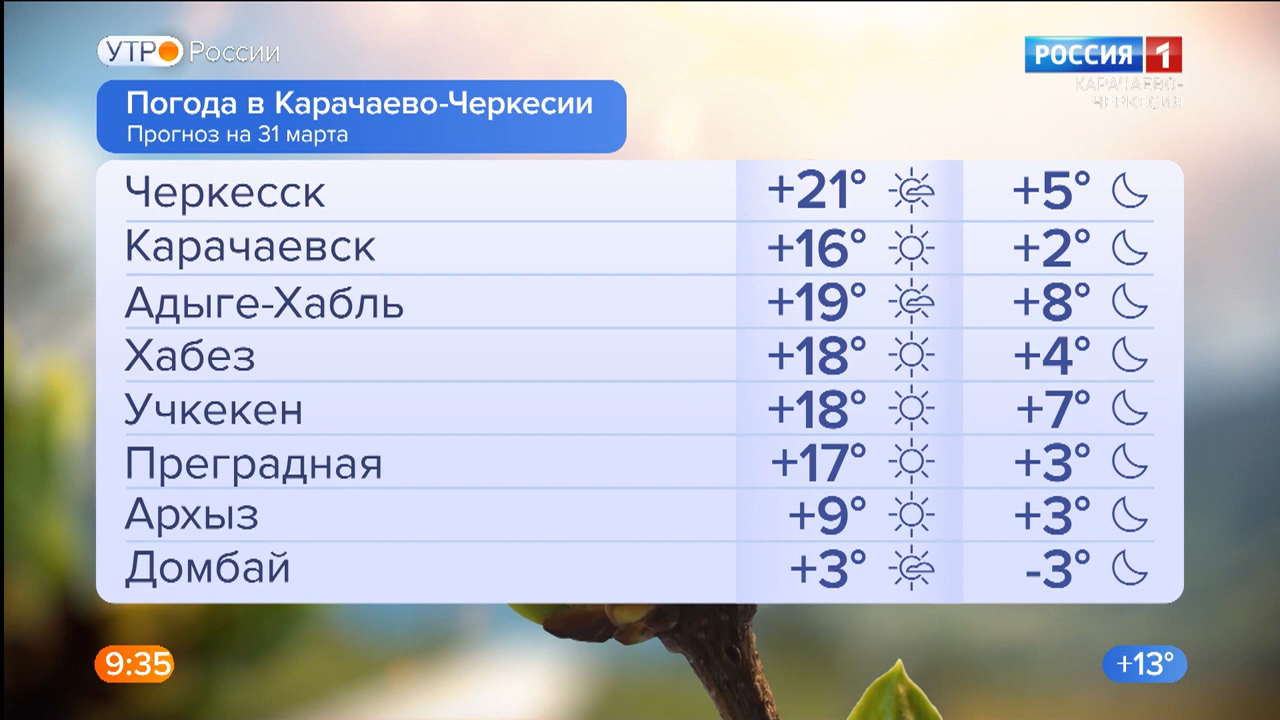 УТРО России
РОССИЯ 1
КАРАЧАЕВО-
ЧЕРКЕСИЯ
Погода в Карачаево-Черкесии
Прогноз на 31 марта
Черкесск +21° +5°
Карачаевск +16° +2°
Адыге-Хабль +19° +8°
Хабез +18° +4°
Учкекен +18° +7°
Преградная +17° +3°
Архыз +9° +3°
Домбай +3° -3°
9:35 +13°